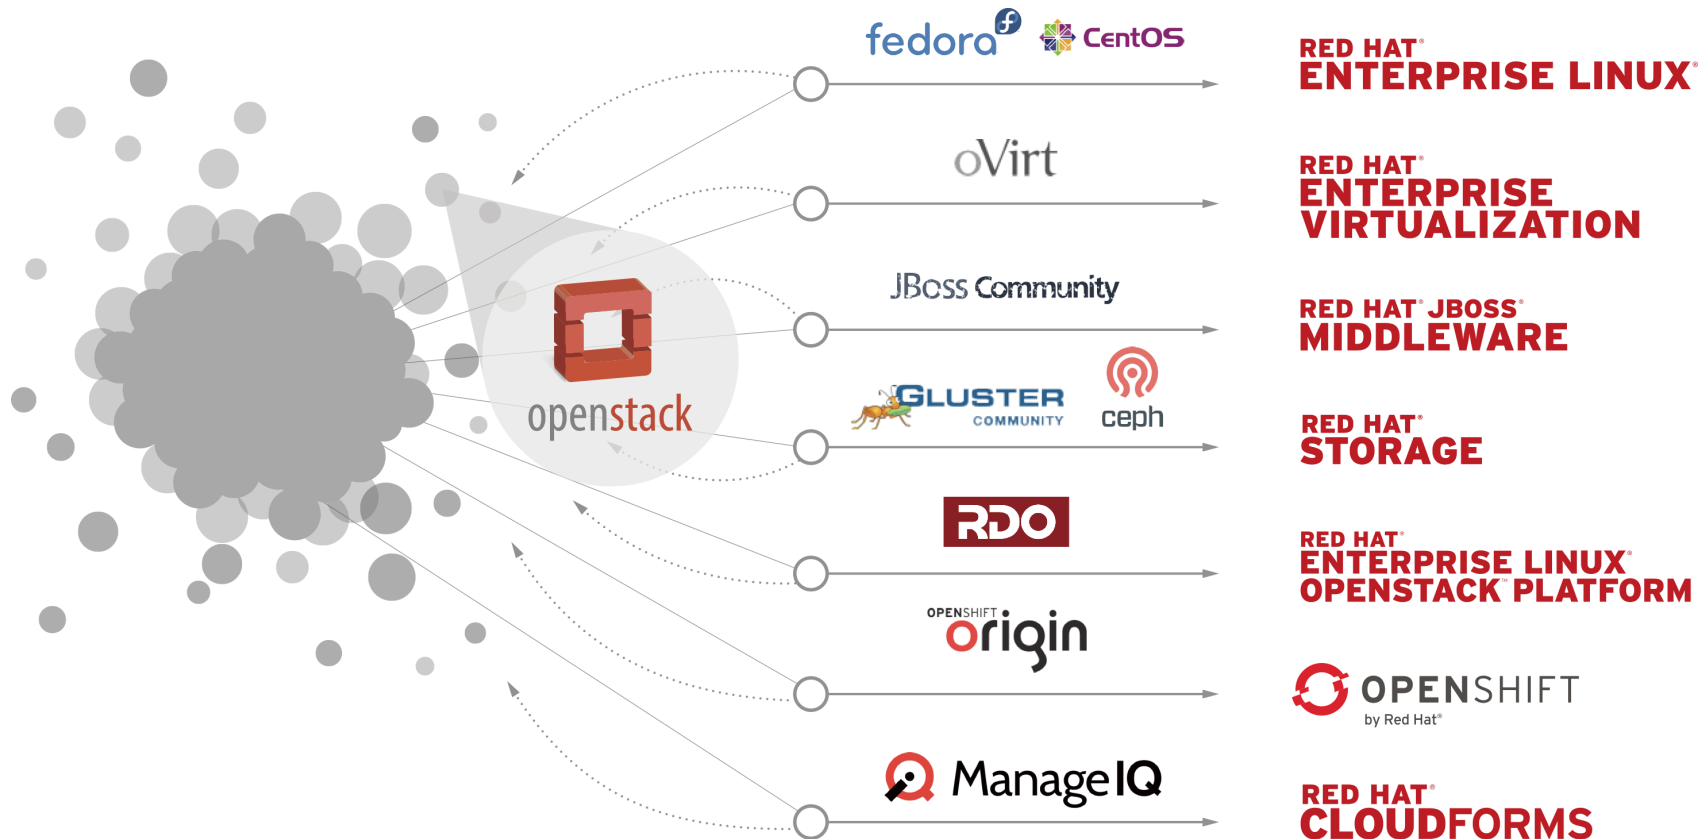 fedora
CentOS
RED HAT®
ENTERPRISE LINUX®
oVirt
RED HAT®
ENTERPRISE
VIRTUALIZATION
JBoss Community
RED HAT® JBOSS®
MIDDLEWARE
openstack
GLUSTER
COMMUNITY
ceph
RED HAT®
STORAGE
RDO
RED HAT®
ENTERPRISE LINUX®
OPENSTACK™ PLATFORM
OPENSHIFT
origin
OPENSHIFT
by Red Hat®
ManageIQ
RED HAT®
CLOUDFORMS